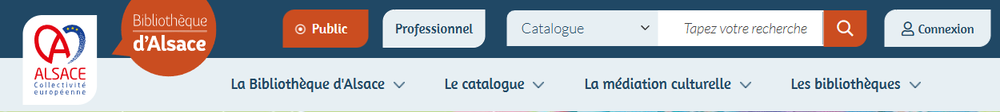 ALSACE
Collectivité
européenne
Bibliothèque
d'Alsace
Public
Professionnel
Catalogue
Tapez votre recherche
Connexion
La Bibliothèque d'Alsace
Le catalogue
La médiation culturelle
Les bibliothèques